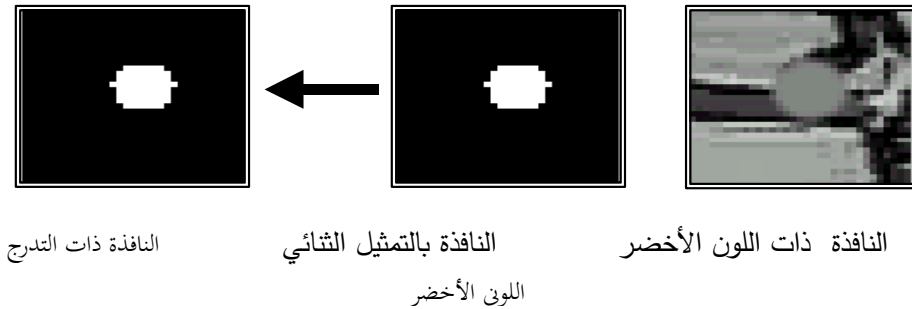 النافذة ذات اللون الأخضر النافذة بالتمثيل الثنائي النافذة ذات التدرج
اللونى الأخضر